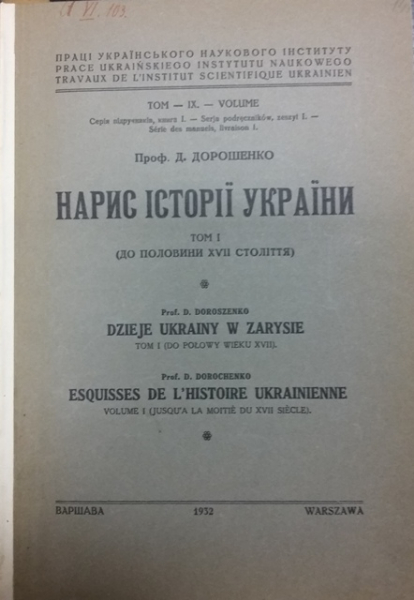 VI. 103.
ПРАЦІ УКРАЇНСЬКОГО НАУКОВОГО ІНСТИТУТУ
PRACE UKRAIŃSKIEGO INSTYTUTU NAUKOWEGO
TRAVAUX DE L'INSTITUT SCIENTIFIQUE UKRAINIEN
ТОМ — IX. — VOLUME
Серія підручників, книга I. — Serja podręczników, zeszyt I. —
Série des manuels, livraison I.
Проф. Д. ДОРОШЕНКО
НАРИС ІСТОРІЇ УКРАЇНИ
ТОМ I
(ДО ПОЛОВИНИ XVII СТОЛІТТЯ)
Prof. D. DOROSZENKO
DZIEJE UKRAINY W ZARYSIE
TOM I (DO POŁOWY WIEKU XVII).
Prof. D. DOROCHENKO
ESQUISSES DE L'HISTOIRE UKRAINIENNE
VOLUME I (JUSQU'A LA MOITIÉ DU XVII SIÈCLE).
ВАРШАВА 1932 WARSZAWA